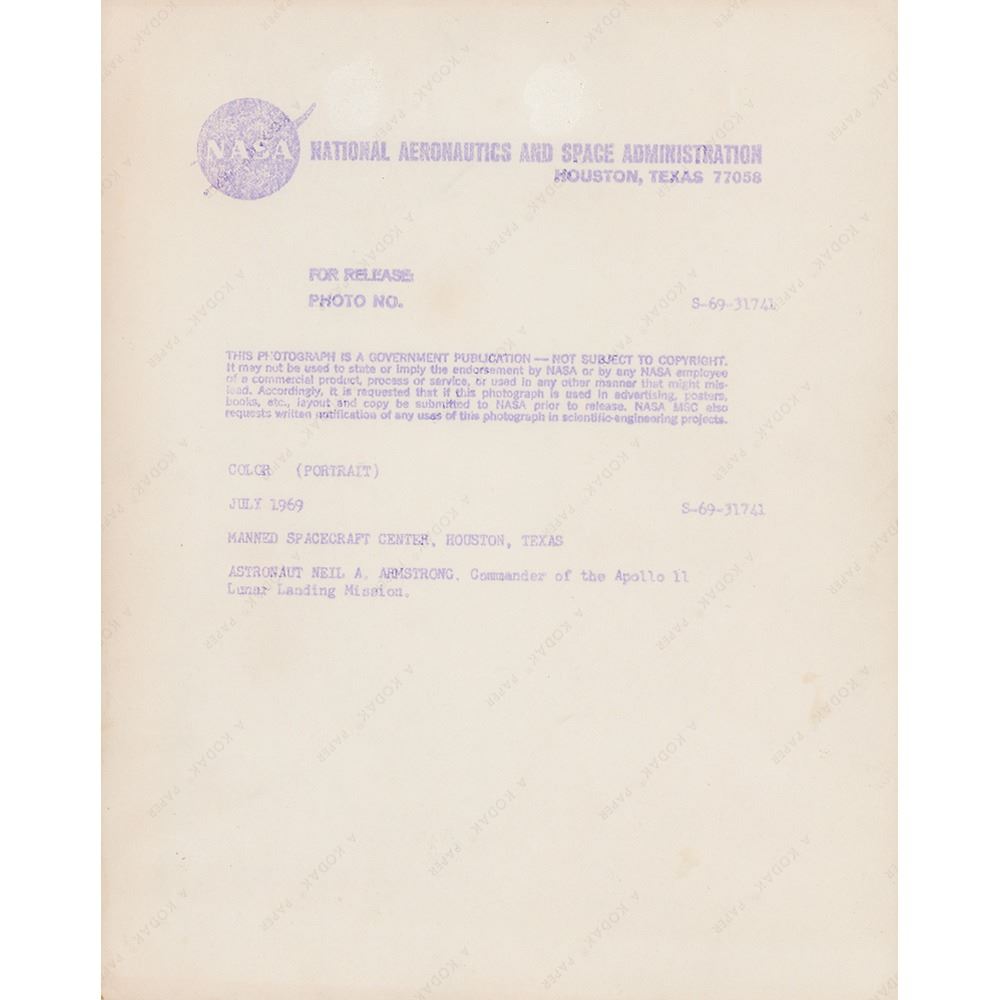 NASA
NATIONAL AERONAUTICS AND SPACE ADMINISTRATION
HOUSTON, TEXAS 77058
FOR RELEASE:
PHOTO NO. S-69-31741
THIS PHOTOGRAPH IS A GOVERNMENT PUBLICATION — NOT SUBJECT TO COPYRIGHT.
It may not be used to state or imply the endorsement by NASA or by any NASA employee
of a commercial product, process or service, or used in any other manner that might mis-
lead. Accordingly, it is requested that if this photograph is used in advertising, posters,
books, etc., layout and copy be submitted to NASA prior to release. NASA MSC also
requests written notification of any uses of this photograph in scientific-engineering projects.
COLOR (PORTRAIT)
JULY 1969 S-69-31741
MANNED SPACECRAFT CENTER, HOUSTON, TEXAS
ASTRONAUT NEIL A. ARMSTRONG, Commander of the Apollo 11
Lunar Landing Mission.
A KODAK® PAPER